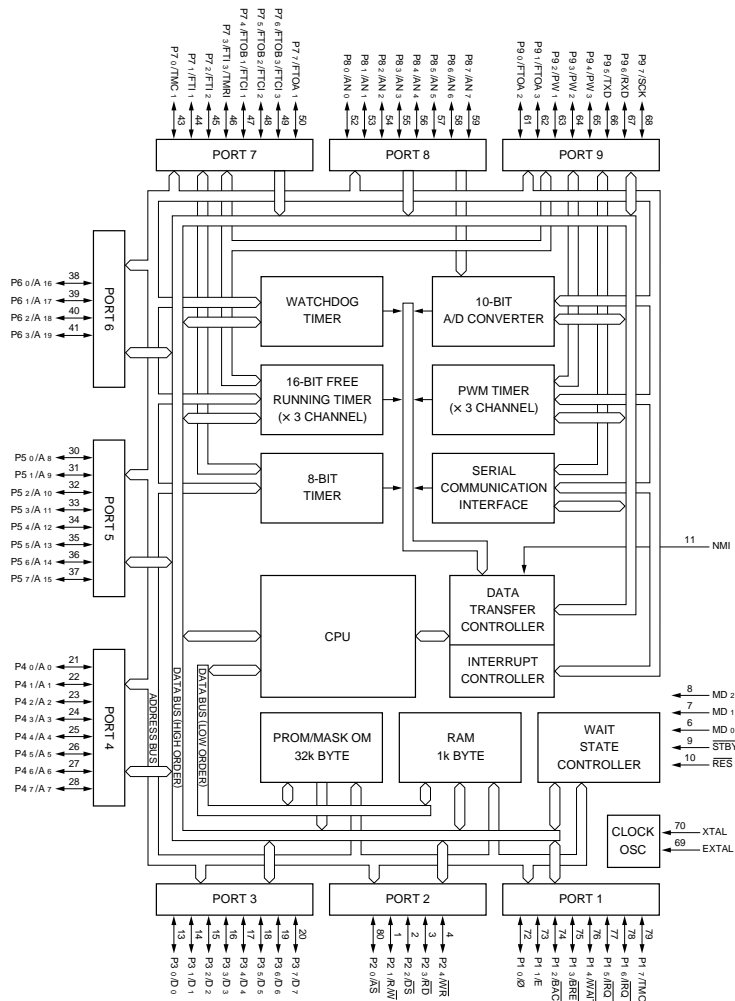 P7 0/TMC 1
P7 1/FTI 1
P7 2/FTI 2
P7 3/FTI 3/TMRI
P7 4/FTOB 1/FTCI 1
P7 5/FTOB 2/FTCI 2
P7 6/FTOB 3/FTCI 3
P7 7/FTOA 1
43
44
45
46
47
48
49
50
P8 0/AN 0
P8 1/AN 1
P8 2/AN 2
P8 3/AN 3
P8 4/AN 4
P8 5/AN 5
P8 6/AN 6
P8 7/AN 7
52
53
54
55
56
57
58
59
P9 0/FTOA 2
P9 1/FTOA 3
P9 2/PW 1
P9 3/PW 2
P9 4/PW 3
P9 5/TXD
P9 6/RXD
P9 7/SCK
61
62
63
64
65
66
67
68
PORT 7
PORT 8
PORT 9
P6 0/A 16 38
P6 1/A 17 39
P6 2/A 18 40
P6 3/A 19 41
PORT 6
WATCHDOG
TIMER
10-BIT
A/D CONVERTER
16-BIT FREE
RUNNING TIMER
(× 3 CHANNEL)
PWM TIMER
(× 3 CHANNEL)
P5 0/A 8 30
P5 1/A 9 31
P5 2/A 10 32
P5 3/A 11 33
P5 4/A 12 34
P5 5/A 13 35
P5 6/A 14 36
P5 7/A 15 37
PORT 5
8-BIT
TIMER
SERIAL
COMMUNICATION
INTERFACE
11 NMI
CPU
DATA
TRANSFER
CONTROLLER
INTERRUPT
CONTROLLER
P4 0/A 0 21
P4 1/A 1 22
P4 2/A 2 23
P4 3/A 3 24
P4 4/A 4 25
P4 5/A 5 26
P4 6/A 6 27
P4 7/A 7 28
PORT 4
ADDRESS BUS
DATA BUS (HIGH ORDER)
DATA BUS (LOW ORDER)
8 MD 2
7 MD 1
6 MD 0
9 STBY
10 RES
PROM/MASK OM
32k BYTE
RAM
1k BYTE
WAIT
STATE
CONTROLLER
CLOCK
OSC
70 XTAL
69 EXTAL
PORT 3
PORT 2
PORT 1
13
14
15
16
17
18
19
20
P3 0/D 0
P3 1/D 1
P3 2/D 2
P3 3/D 3
P3 4/D 4
P3 5/D 5
P3 6/D 6
P3 7/D 7
80
1
2
3
4
P2 0/AS
P2 1/R/W
P2 2/DS
P2 3/RD
P2 4/WR
72
73
74
75
76
77
78
79
P1 0/Ø
P1 1/E
P1 2/BAC
P1 3/BRE
P1 4/WAI
P1 5/IRQ
P1 6/IRQ
P1 7/TMO